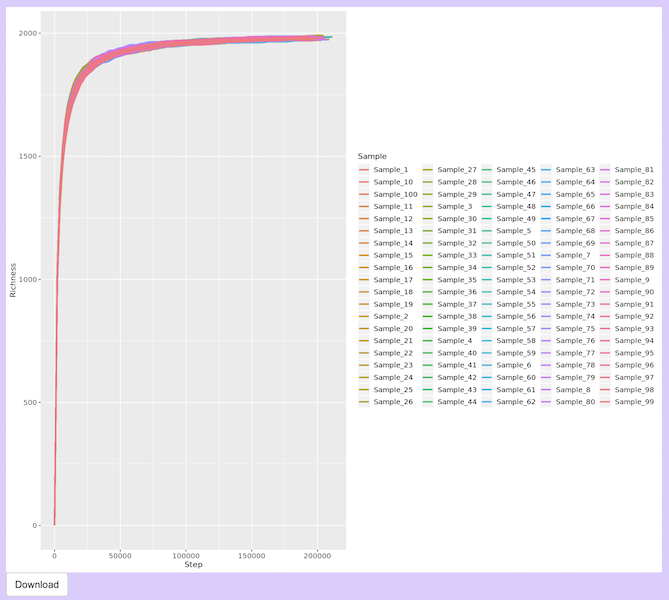 2000
1500
1000
500
0
Richness
0 50000 100000 150000 200000
Step
Sample
Sample_1 Sample_27 Sample_45 Sample_63 Sample_81
Sample_10 Sample_28 Sample_46 Sample_64 Sample_82
Sample_100 Sample_29 Sample_47 Sample_65 Sample_83
Sample_11 Sample_3 Sample_48 Sample_66 Sample_84
Sample_12 Sample_30 Sample_49 Sample_67 Sample_85
Sample_13 Sample_31 Sample_5 Sample_68 Sample_86
Sample_14 Sample_32 Sample_50 Sample_69 Sample_87
Sample_15 Sample_33 Sample_51 Sample_7 Sample_88
Sample_16 Sample_34 Sample_52 Sample_70 Sample_89
Sample_17 Sample_35 Sample_53 Sample_71 Sample_9
Sample_18 Sample_36 Sample_54 Sample_72 Sample_90
Sample_19 Sample_37 Sample_55 Sample_73 Sample_91
Sample_2 Sample_38 Sample_56 Sample_74 Sample_92
Sample_20 Sample_39 Sample_57 Sample_75 Sample_93
Sample_21 Sample_4 Sample_58 Sample_76 Sample_94
Sample_22 Sample_40 Sample_59 Sample_77 Sample_95
Sample_23 Sample_41 Sample_6 Sample_78 Sample_96
Sample_24 Sample_42 Sample_60 Sample_79 Sample_97
Sample_25 Sample_43 Sample_61 Sample_8 Sample_98
Sample_26 Sample_44 Sample_62 Sample_80 Sample_99
Download